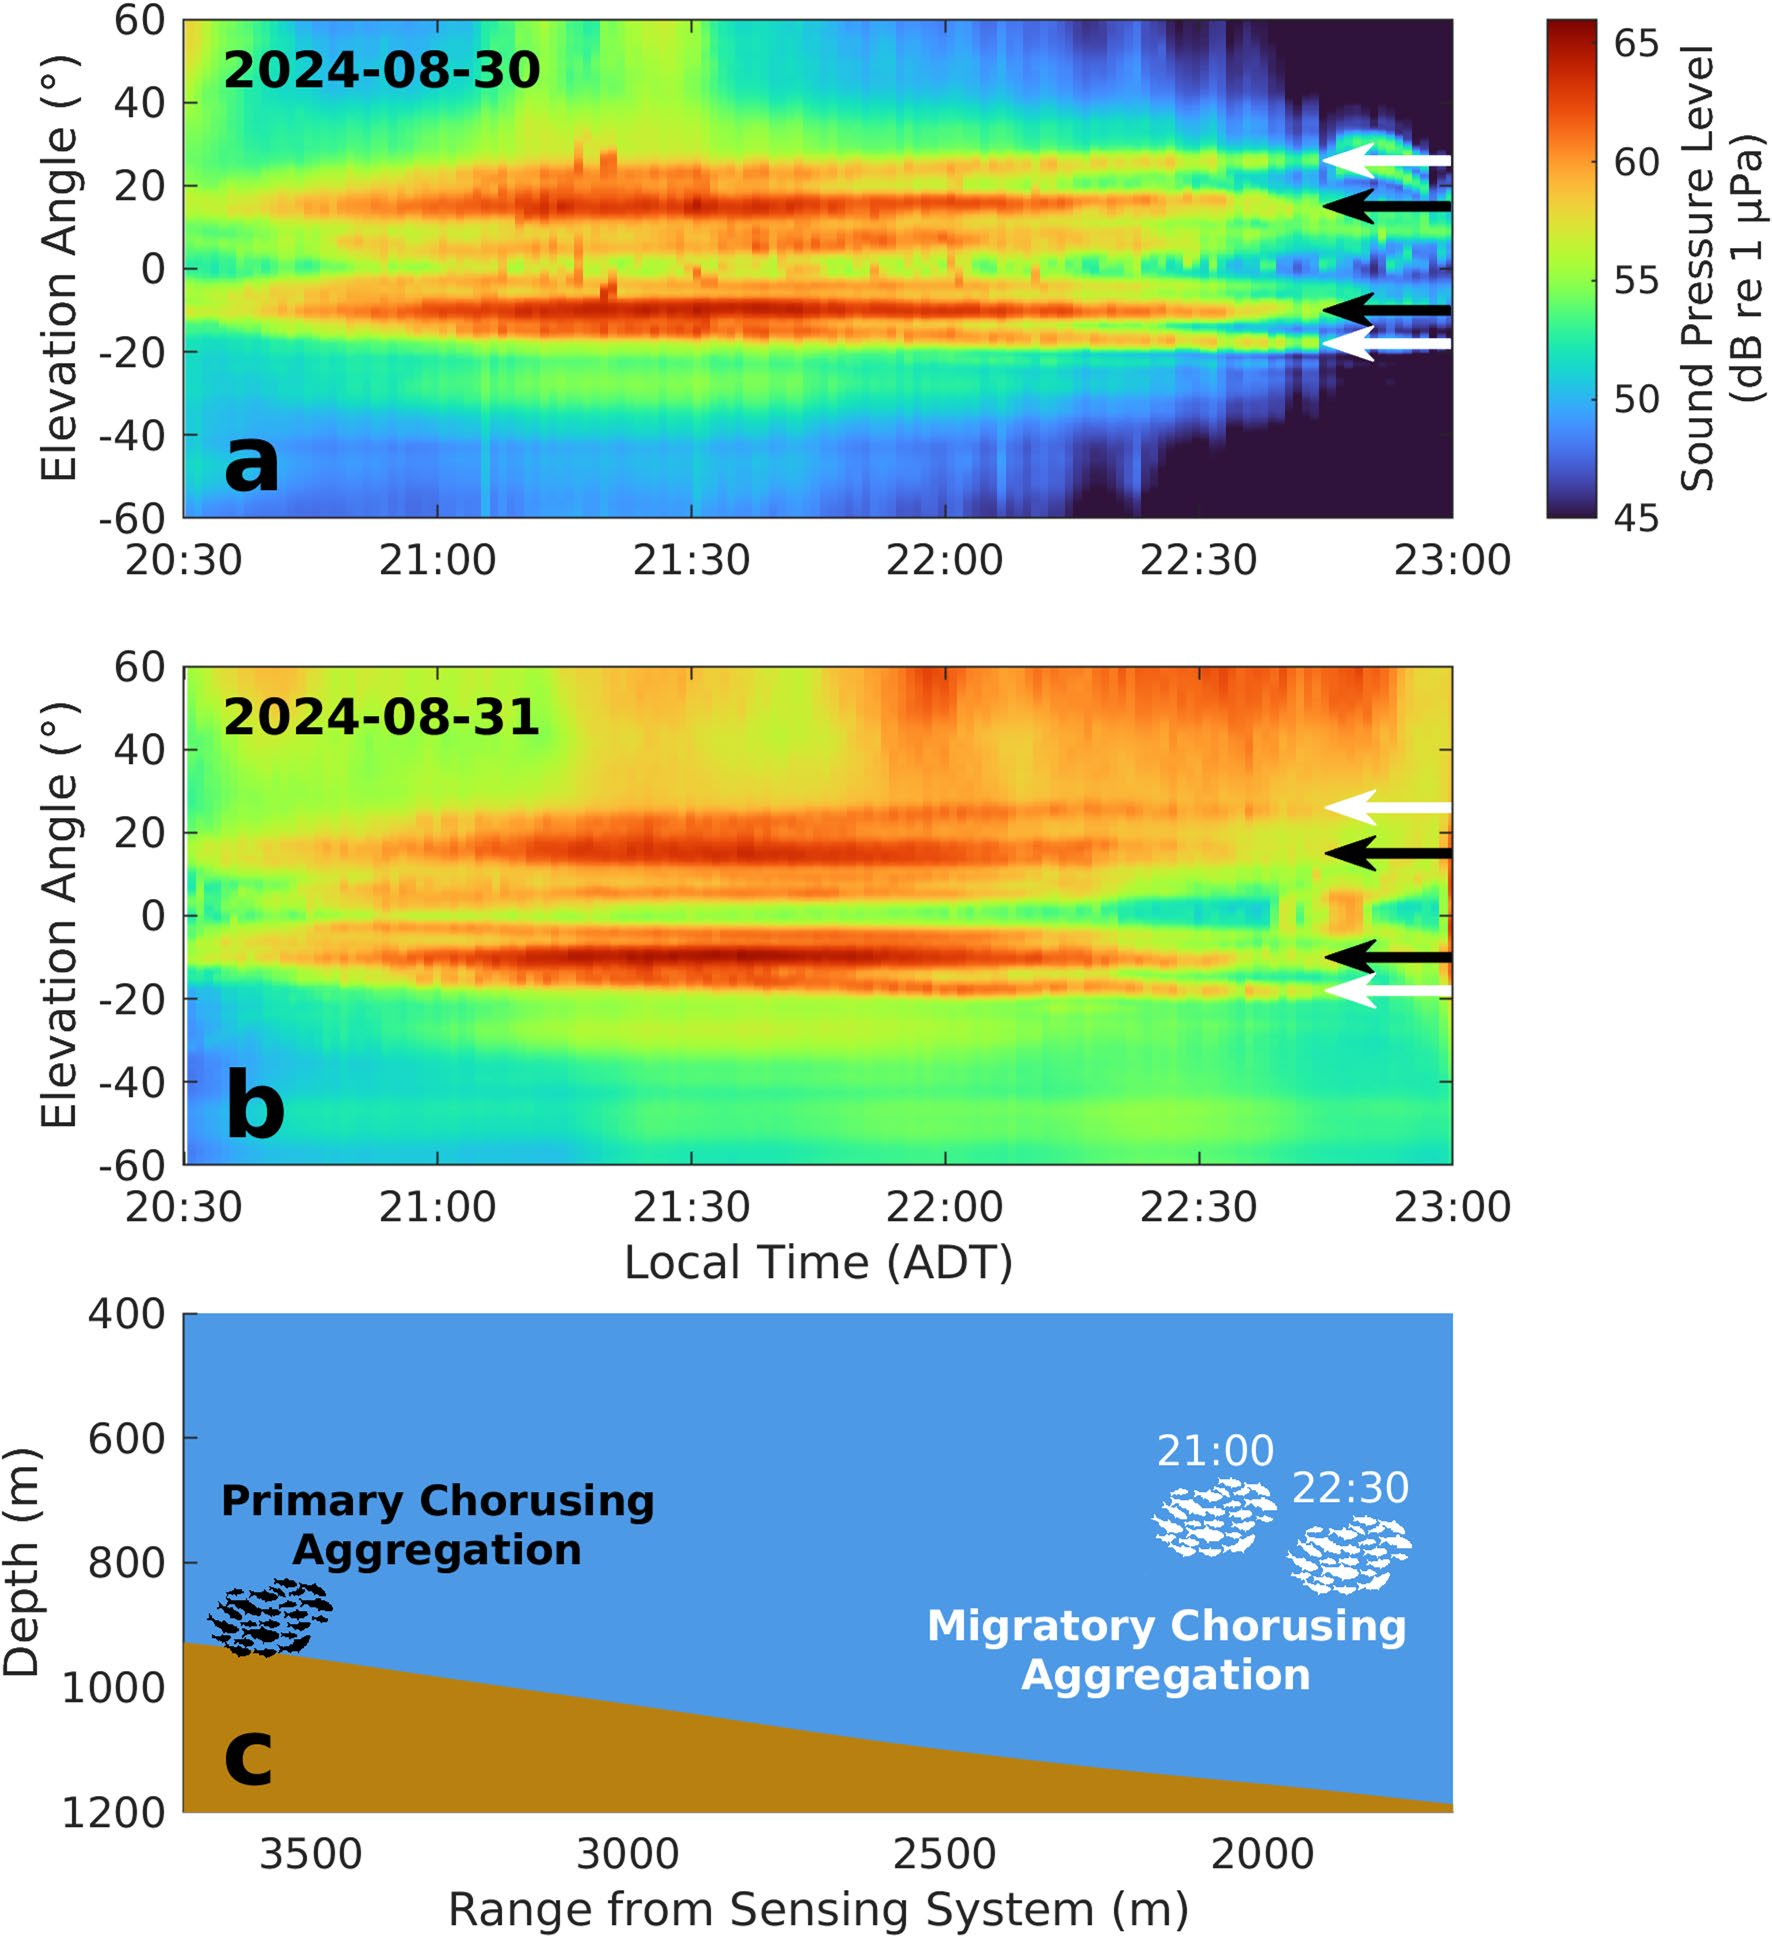 2024-08-30
Elevation Angle (°)
60
40
20
0
-20
-40
-60
a
20:30 21:00 21:30 22:00 22:30 23:00
65
60
55
50
45
Sound Pressure Level
(dB re 1 μPa)
2024-08-31
Elevation Angle (°)
60
40
20
0
-20
-40
-60
b
20:30 21:00 21:30 22:00 22:30 23:00
Local Time (ADT)
Depth (m)
400
600
800
1000
1200
21:00
22:30
Primary Chorusing
Aggregation
Migratory Chorusing
Aggregation
c
3500 3000 2500 2000
Range from Sensing System (m)